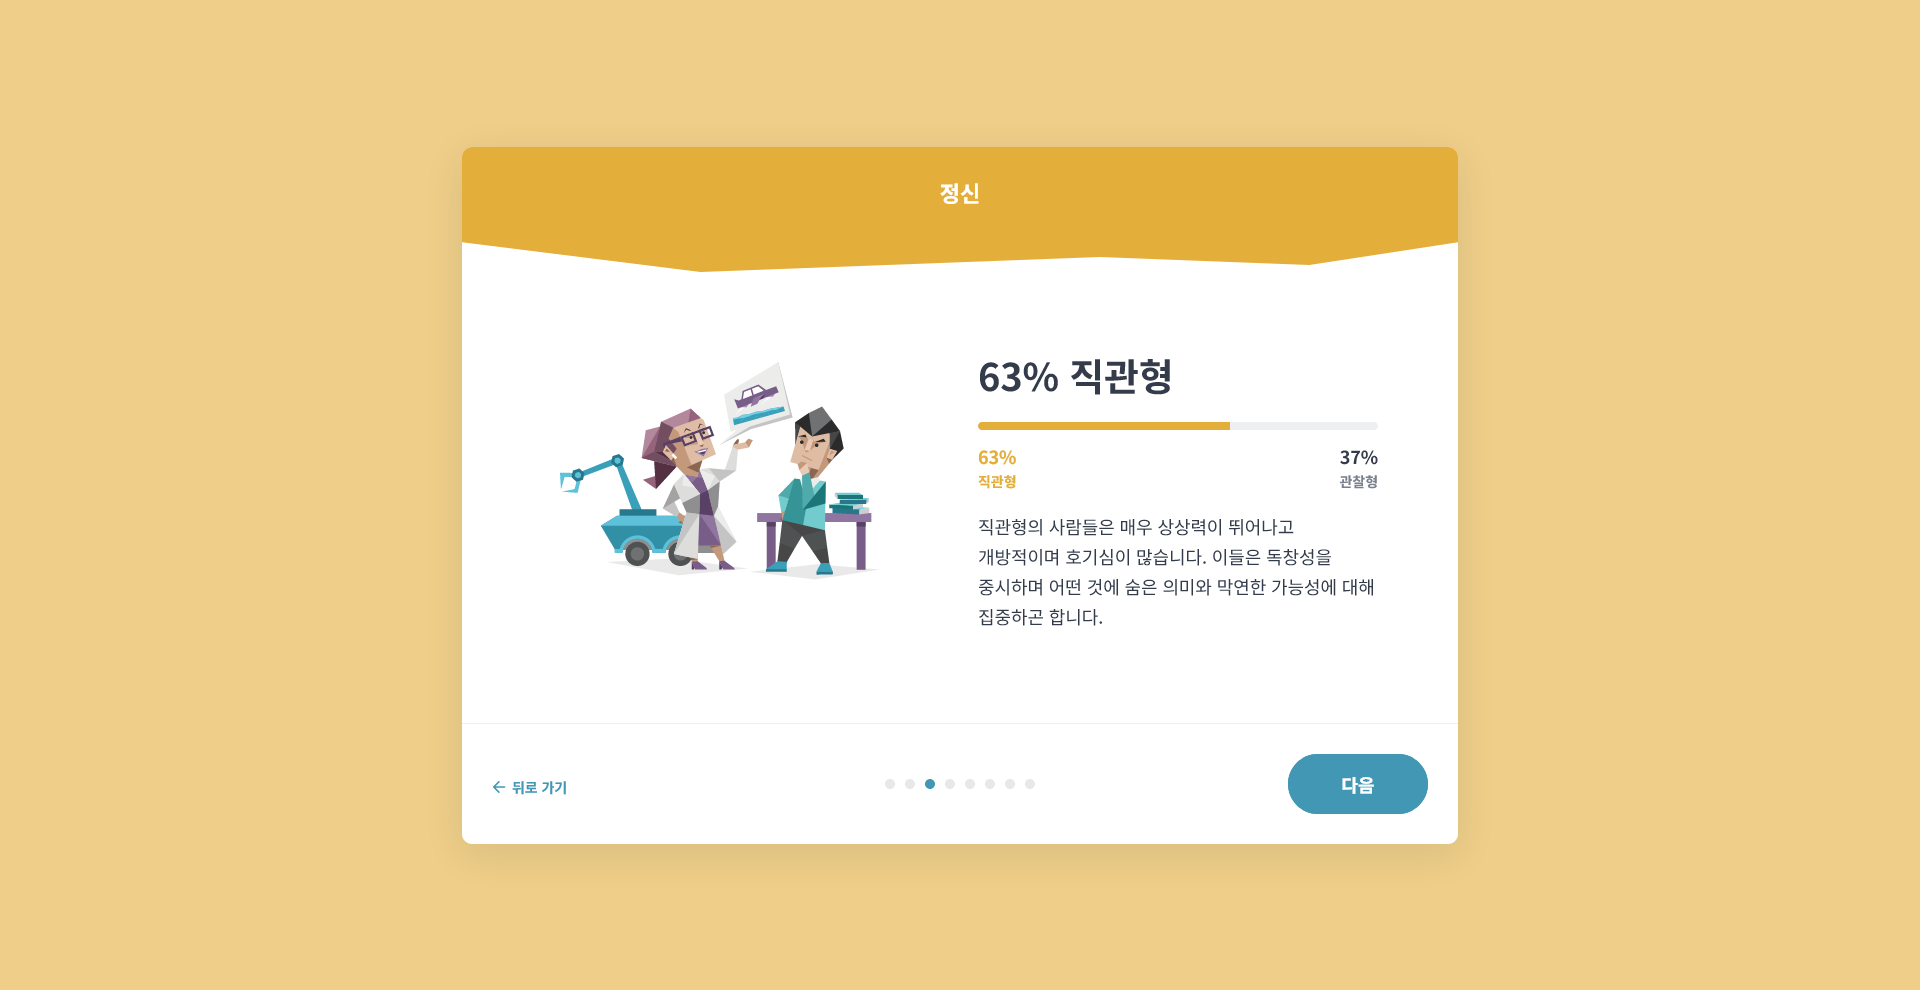 정신
63% 직관형
63%
직관형
37%
관찰형
직관형의 사람들은 매우 상상력이 뛰어나고
개방적이며 호기심이 많습니다. 이들은 독창성을
중시하며 어떤 것에 숨은 의미와 막연한 가능성에 대해
집중하곤 합니다.
← 뒤로 가기
다음